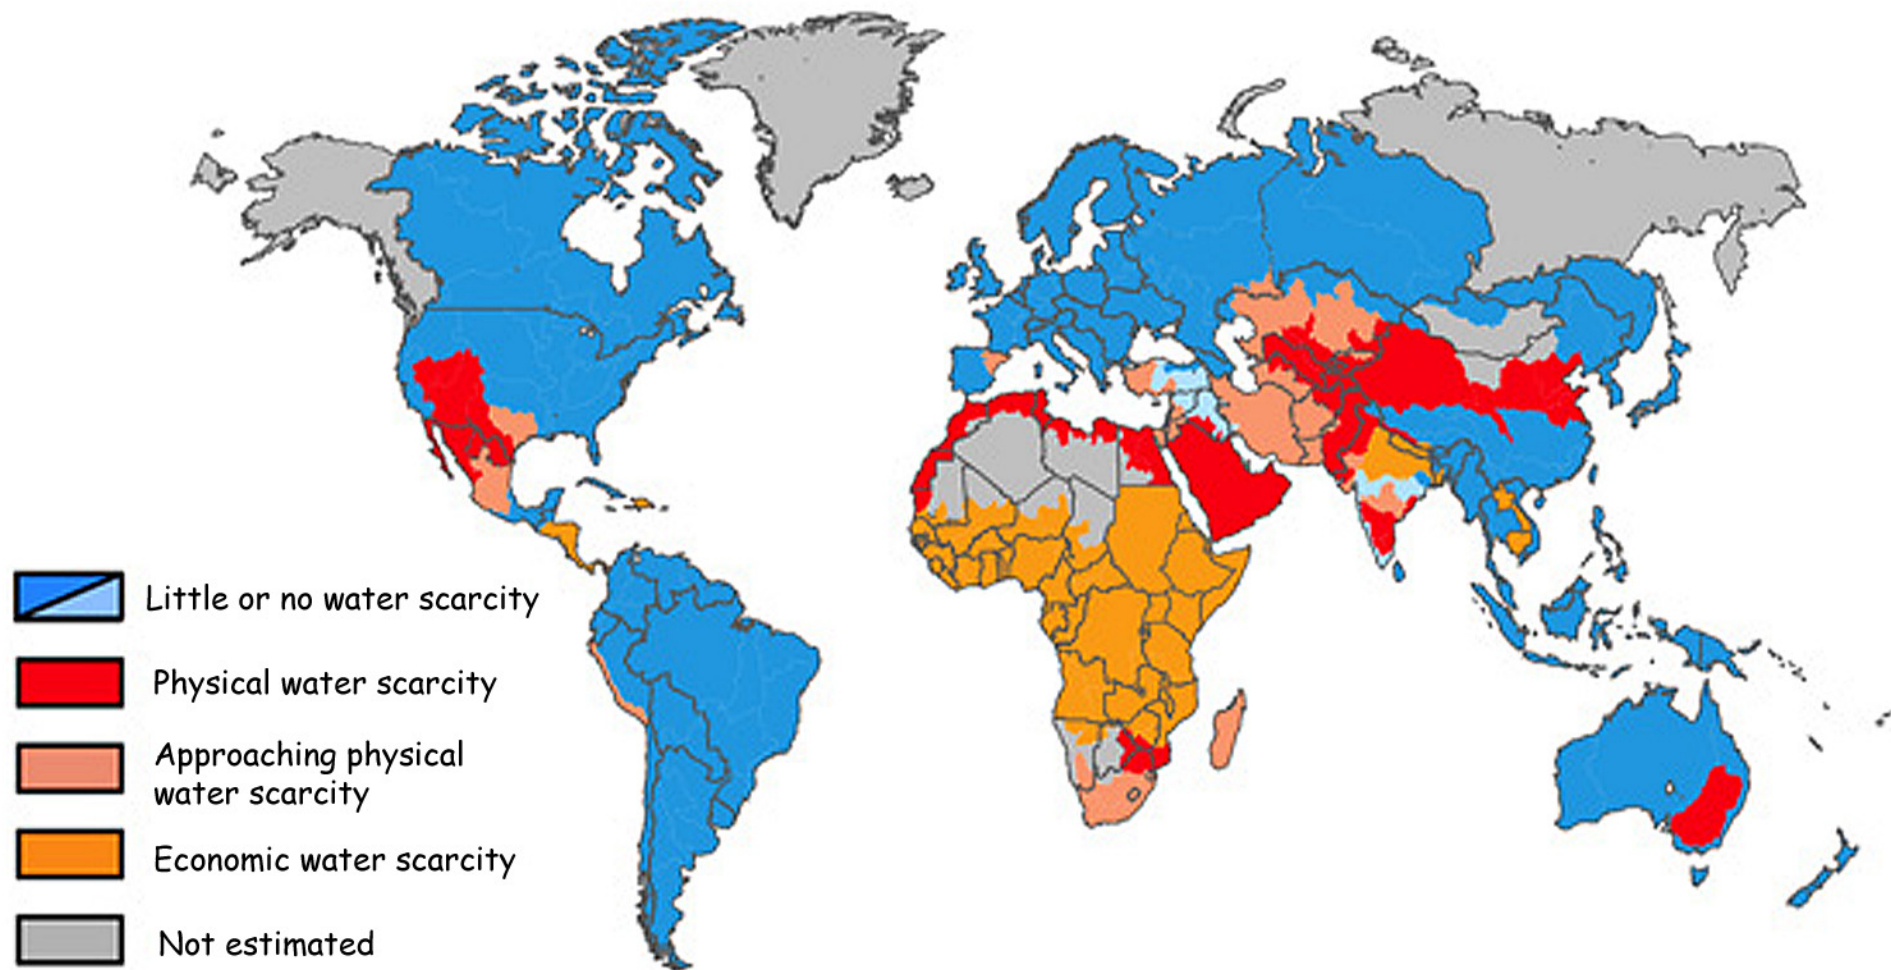 Little or no water scarcity
Physical water scarcity
Approaching physical
water scarcity
Economic water scarcity
Not estimated